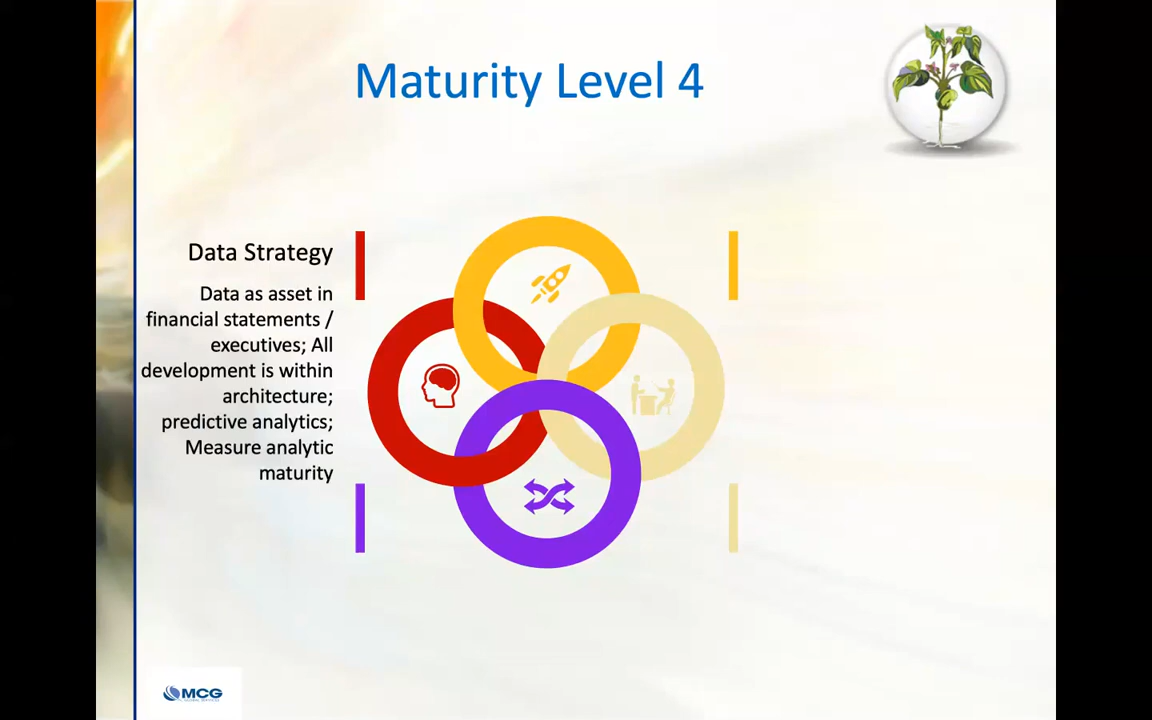 Maturity Level 4
Data Strategy
Data as asset in
financial statements /
executives; All
development is within
architecture;
predictive analytics;
Measure analytic
maturity
MCG